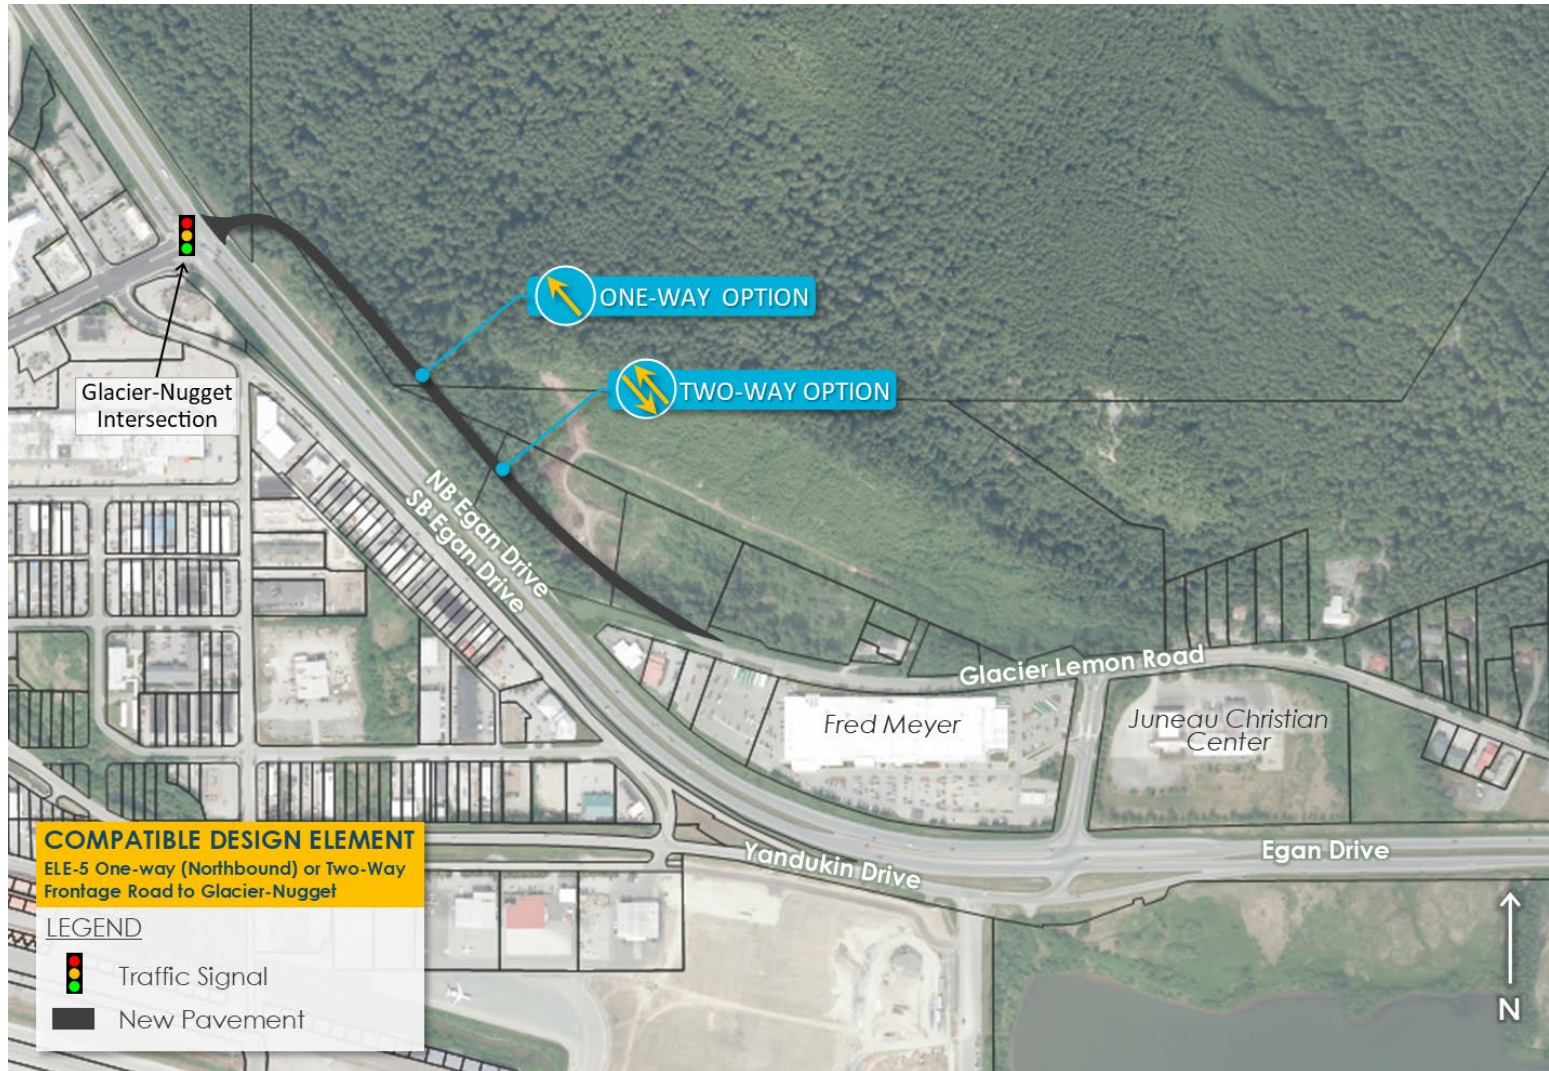 ONE-WAY OPTION
TWO-WAY OPTION
Glacier-Nugget
Intersection
NB Egan Drive
SB Egan Drive
Glacier Lemon Road
Fred Meyer
Juneau Christian
Center
Egan Drive
Yandukin Drive
COMPATIBLE DESIGN ELEMENT
ELE-5 One-way (Northbound) or Two-Way
Frontage Road to Glacier-Nugget
LEGEND
Traffic Signal
New Pavement
N